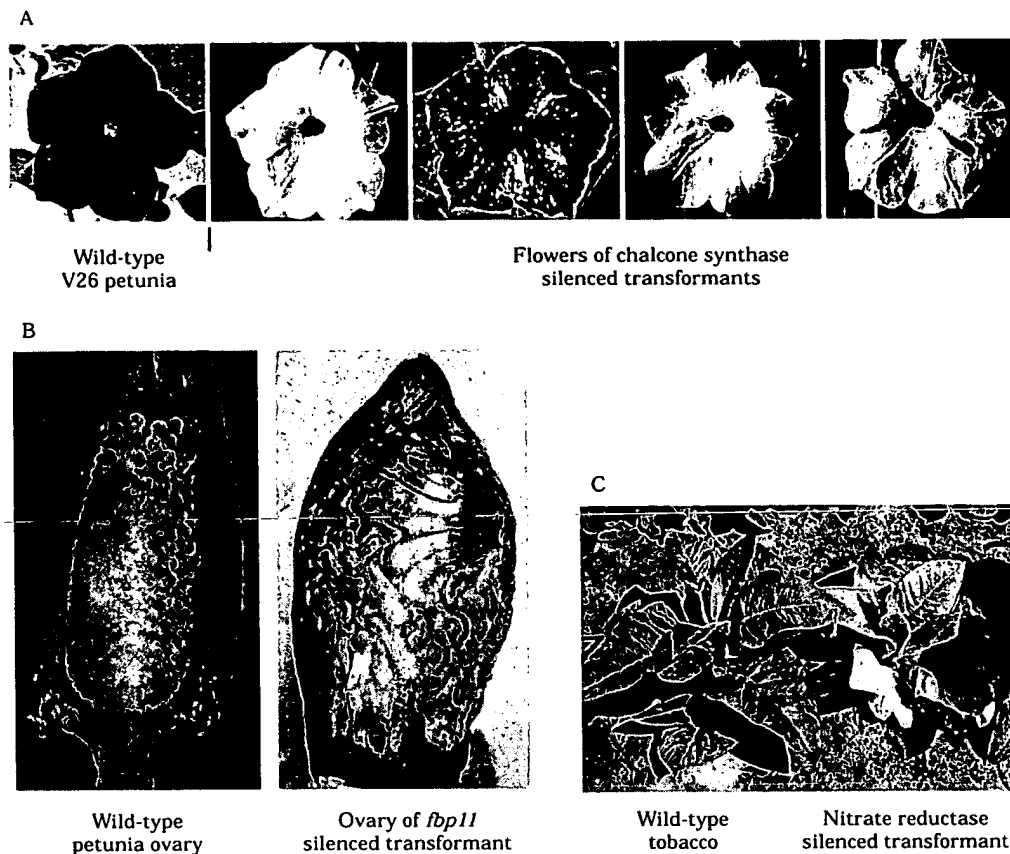 A
Wild-type
V26 petunia
Flowers of chalcone synthase
silenced transformants
B
Wild-type
petunia ovary
Ovary of fbp11
silenced transformant
C
Wild-type
tobacco
Nitrate reductase
silenced transformant